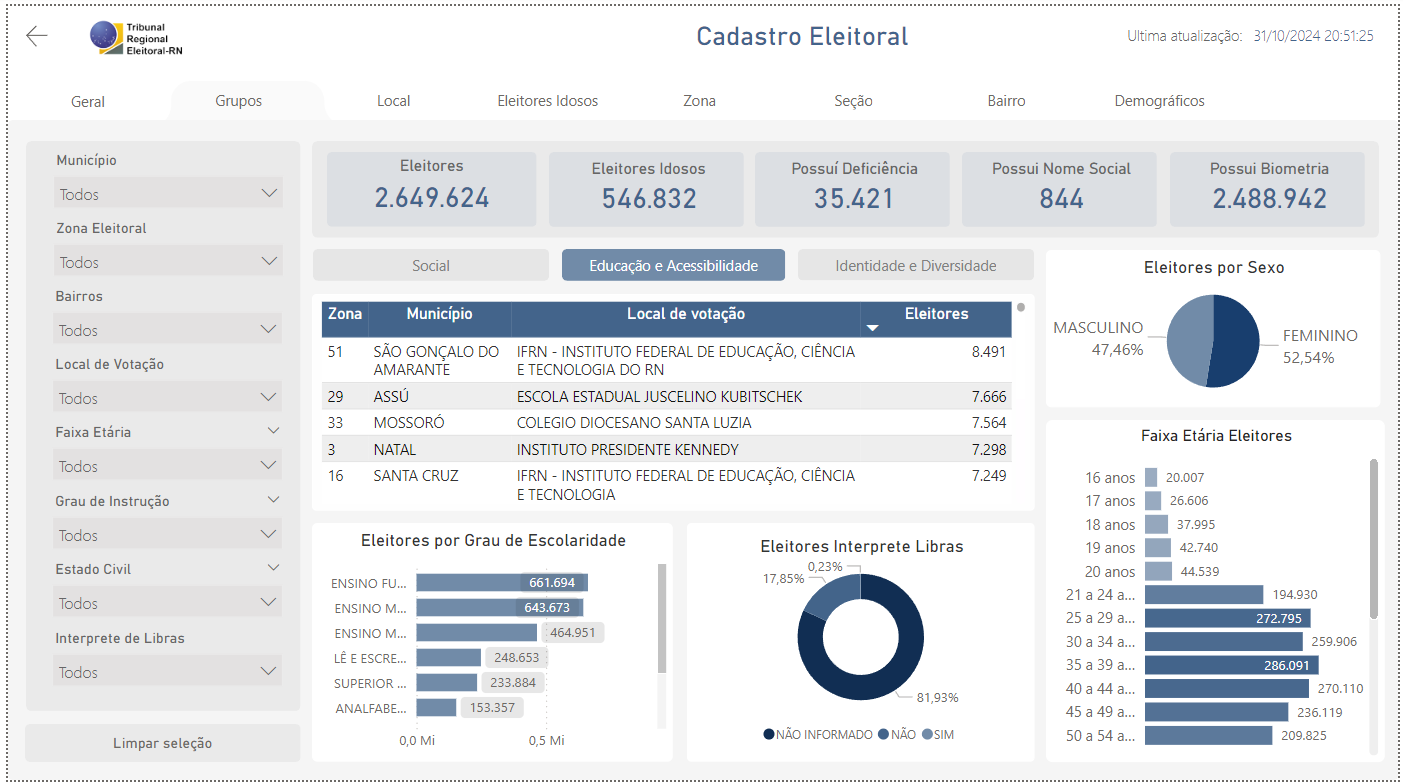 Tribunal
Regional
Eleitoral-RN
Cadastro Eleitoral
Ultima atualização: 31/10/2024 20:51:25
Geral
Grupos
Local
Eleitores Idosos
Zona
Seção
Bairro
Demográficos
Município
Todos
Zona Eleitoral
Todos
Bairros
Todos
Local de Votação
Todos
Faixa Etária
Todos
Grau de Instrução
Todos
Estado Civil
Todos
Interprete de Libras
Todos
Limpar seleção
Eleitores
2.649.624
Eleitores Idosos
546.832
Possuí Deficiência
35.421
Possui Nome Social
844
Possui Biometria
2.488.942
Social
Educação e Acessibilidade
Identidade e Diversidade
Zona Município Local de votação Eleitores
51 SÃO GONÇALO DO IFRN - INSTITUTO FEDERAL DE EDUCAÇÃO, CIÊNCIA 8.491
AMARANTE E TECNOLOGIA DO RN
29 ASSÚ ESCOLA ESTADUAL JUSCELINO KUBITSCHEK 7.666
33 MOSSORÓ COLEGIO DIOCESANO SANTA LUZIA 7.564
3 NATAL INSTITUTO PRESIDENTE KENNEDY 7.298
16 SANTA CRUZ IFRN - INSTITUTO FEDERAL DE EDUCAÇÃO, CIÊNCIA 7.249
E TECNOLOGIA
Eleitores por Grau de Escolaridade
ENSINO FU... 661.694
ENSINO M... 643.673
ENSINO M... 464.951
LÊ E ESCRE... 248.653
SUPERIOR ... 233.884
ANALFABE... 153.357
0,0 Mi 0,5 Mi
Eleitores Interprete Libras
0,23%
17,85%
81,93%
NÃO INFORMADO NÃO SIM
Eleitores por Sexo
MASCULINO
47,46%
FEMININO
52,54%
Faixa Etária Eleitores
16 anos 20.007
17 anos 26.606
18 anos 37.995
19 anos 42.740
20 anos 44.539
21 a 24 a... 194.930
25 a 29 a... 272.795
30 a 34 a... 259.906
35 a 39 a... 286.091
40 a 44 a... 270.110
45 a 49 a... 236.119
50 a 54 a... 209.825